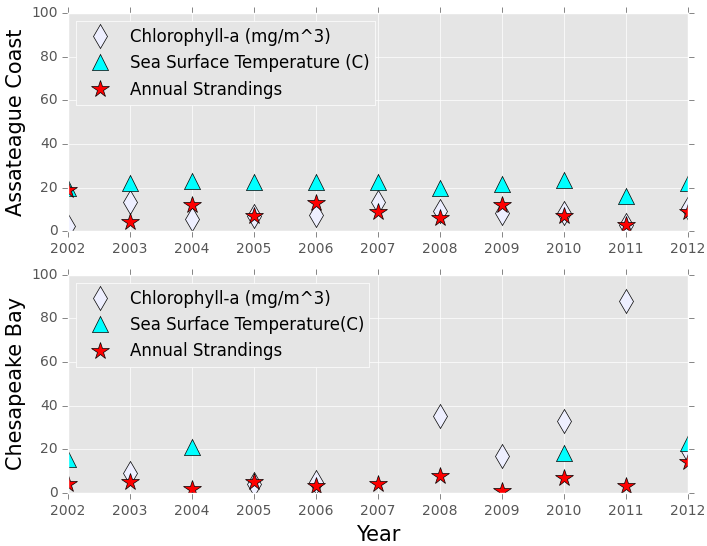 100
80
60
40
20
0
Assateague Coast
Chlorophyll-a (mg/m^3)
Sea Surface Temperature (C)
Annual Strandings
2002 2003 2004 2005 2006 2007 2008 2009 2010 2011 2012
100
80
60
40
20
0
Chesapeake Bay
Chlorophyll-a (mg/m^3)
Sea Surface Temperature(C)
Annual Strandings
2002 2003 2004 2005 2006 2007 2008 2009 2010 2011 2012
Year